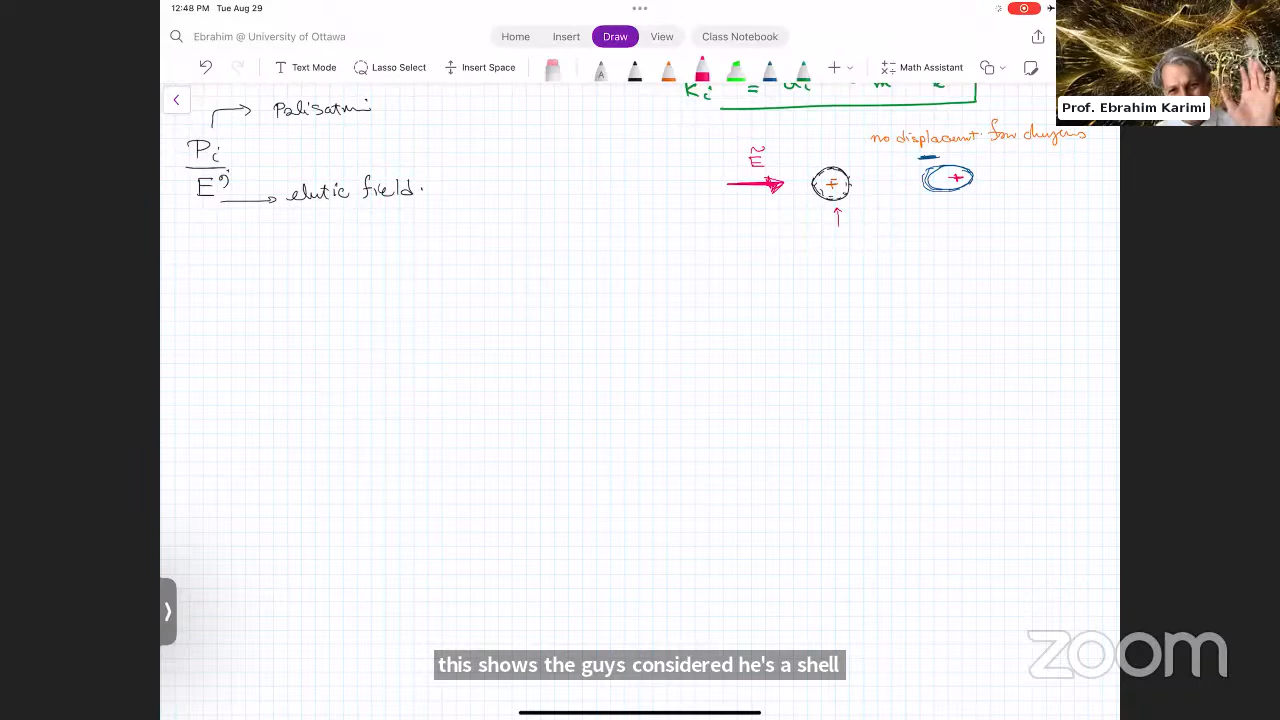 12:48 PM Tue Aug 29
Ebrahim @ University of Ottawa
Home Insert Draw View Class Notebook
Text Mode Lasso Select Insert Space Math Assistant
Prof. Ebrahim Karimi
no displacement for charges
Pi
E
electric field.
Ẽ
+
+
this shows the guys considered he's a shell
zoom